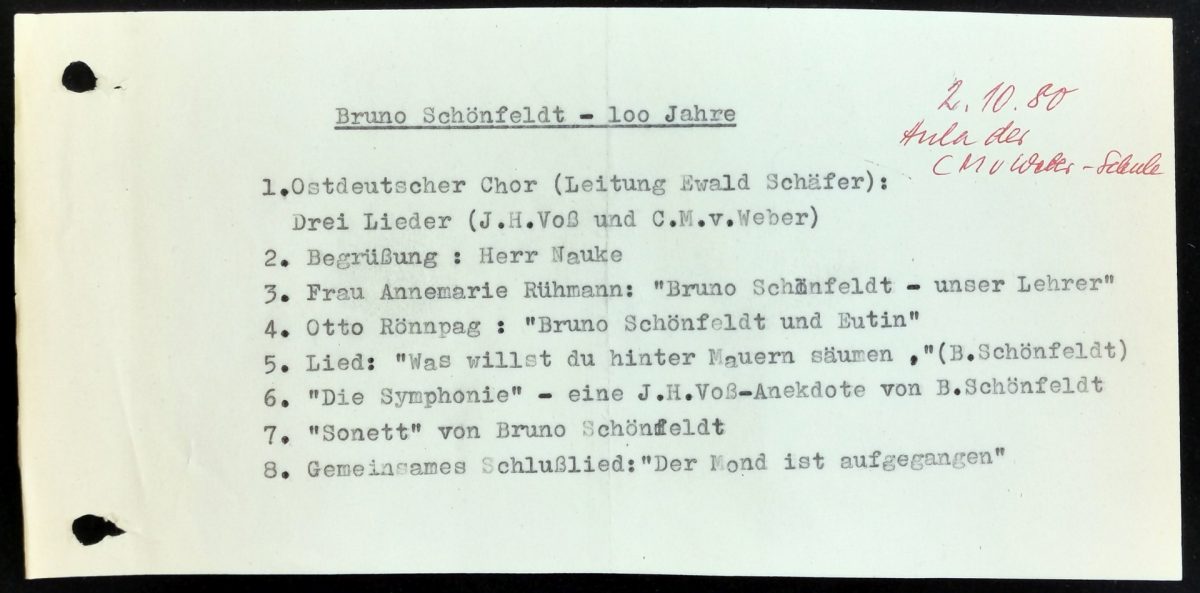 Bruno Schönfeldt - 1oo Jahre
2.10.80
Aula der
CMvWeber-Schule
1.Ostdeutscher Chor (Leitung Ewald Schäfer):
Drei Lieder (J.H.Voß und C.M.v.Weber)
2. Begrüßung : Herr Nauke
3. Frau Annemarie Rühmann: "Bruno Schönfeldt - unser Lehrer"
4. Otto Rönnpag : "Bruno Schönfeldt und Eutin"
5. Lied: "Was willst du hinter Mauern säumen ,"(B.Schönfeldt)
6. "Die Symphonie" - eine J.H.Voß-Anekdote von B.Schönfeldt
7. "Sonett" von Bruno Schönfeldt
8. Gemeinsames Schlußlied:"Der Mond ist aufgegangen"